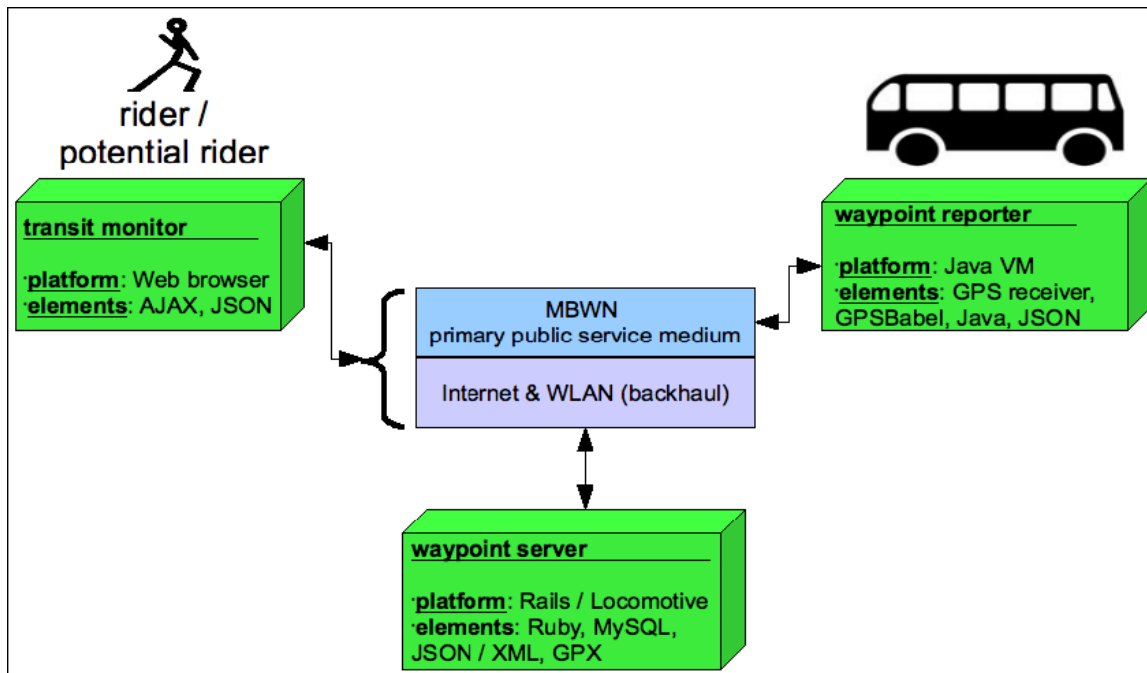 rider /
potential rider
transit monitor
·platform: Web browser
·elements: AJAX, JSON
waypoint reporter
·platform: Java VM
·elements: GPS receiver,
GPSBabel, Java, JSON
MBWN
primary public service medium
Internet & WLAN (backhaul)
waypoint server
·platform: Rails / Locomotive
·elements: Ruby, MySQL,
JSON / XML, GPX